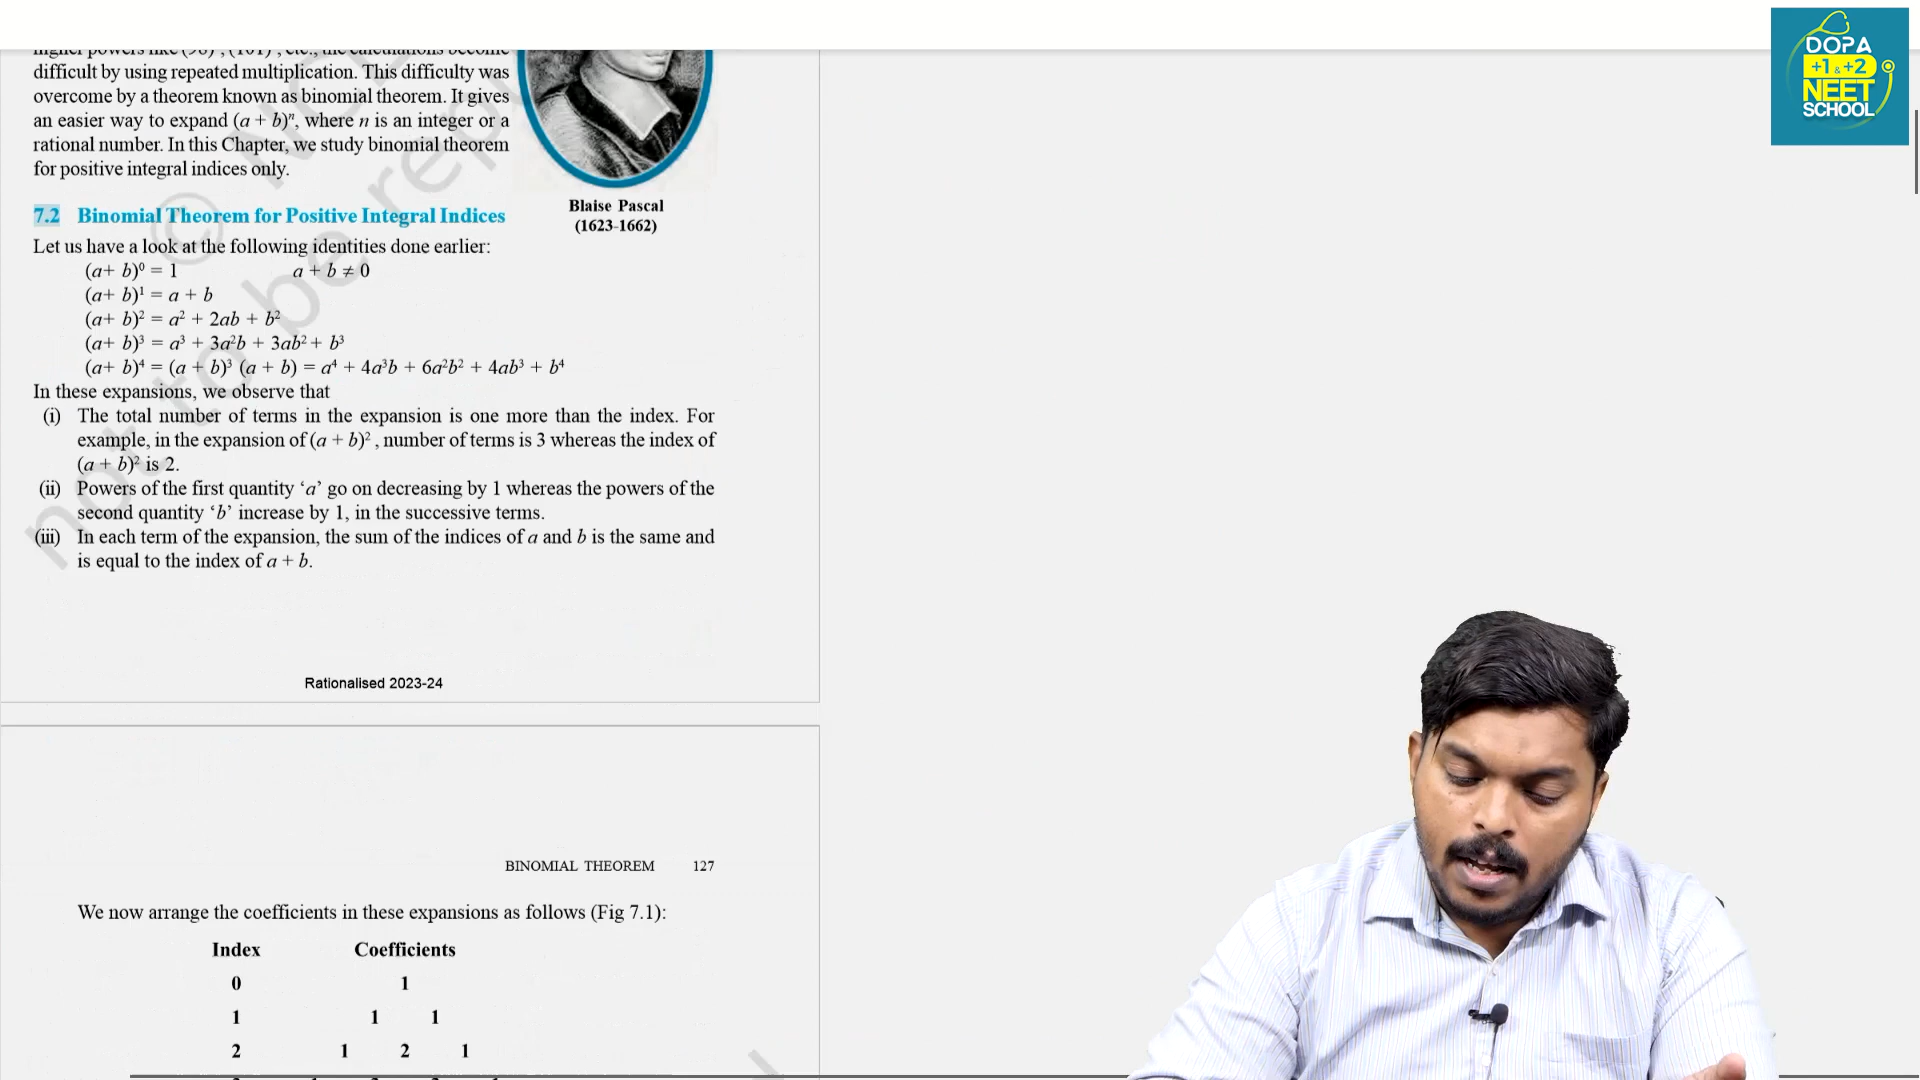 difficult by using repeated multiplication. This difficulty was
overcome by a theorem known as binomial theorem. It gives
an easier way to expand (a + b)ⁿ, where n is an integer or a
rational number. In this Chapter, we study binomial theorem
for positive integral indices only.
Blaise Pascal
(1623-1662)
7.2 Binomial Theorem for Positive Integral Indices
Let us have a look at the following identities done earlier:
(a+ b)⁰ = 1 a + b ≠ 0
(a+ b)¹ = a + b
(a+ b)² = a² + 2ab + b²
(a+ b)³ = a³ + 3a²b + 3ab² + b³
(a+ b)⁴ = (a + b)³ (a + b) = a⁴ + 4a³b + 6a²b² + 4ab³ + b⁴
In these expansions, we observe that
(i) The total number of terms in the expansion is one more than the index. For
example, in the expansion of (a + b)² , number of terms is 3 whereas the index of
(a + b)² is 2.
(ii) Powers of the first quantity ‘a’ go on decreasing by 1 whereas the powers of the
second quantity ‘b’ increase by 1, in the successive terms.
(iii) In each term of the expansion, the sum of the indices of a and b is the same and
is equal to the index of a + b.
Rationalised 2023-24
BINOMIAL THEOREM 127
We now arrange the coefficients in these expansions as follows (Fig 7.1):
Index Coefficients
0 1
1 1 1
2 1 2 1
DOPA
+1 & +2
NEET
SCHOOL
not to be rep